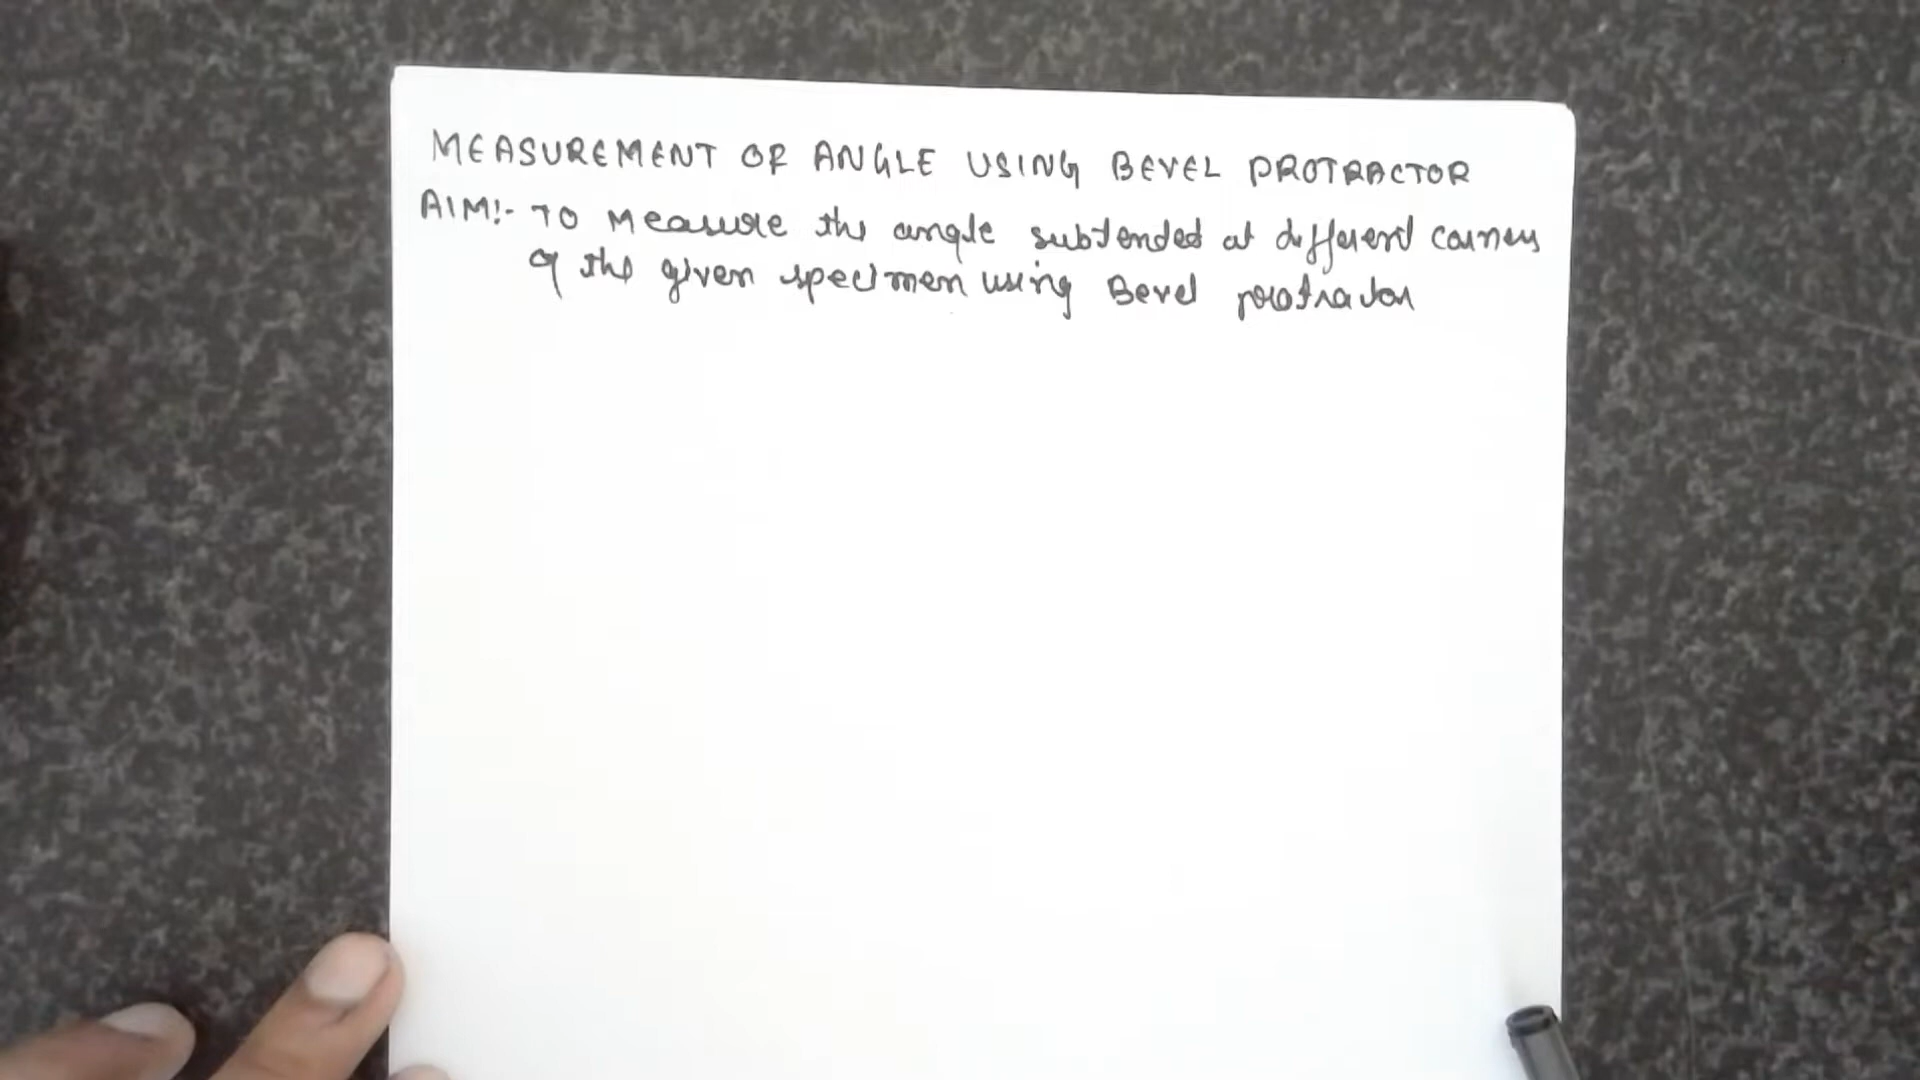 MEASUREMENT OF ANGLE USING BEVEL PROTRACTOR
AIM:- TO Measure the angle subtended at different corners
of the given specimen using Bevel protractor